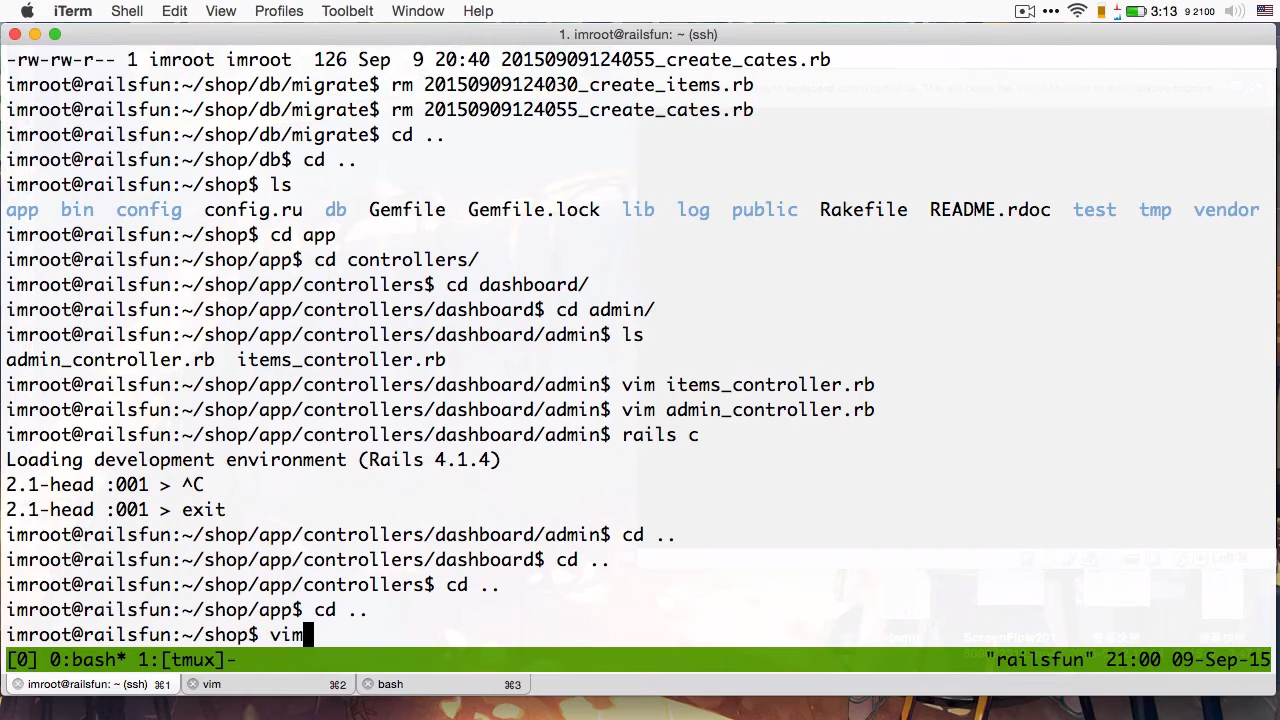 iTerm Shell Edit View Profiles Toolbelt Window Help 3:13 9 2100
1. imroot@railsfun: ~ (ssh)
-rw-rw-r-- 1 imroot imroot  126 Sep  9 20:40 20150909124055_create_cates.rb
imroot@railsfun:~/shop/db/migrate$ rm 20150909124030_create_items.rb
imroot@railsfun:~/shop/db/migrate$ rm 20150909124055_create_cates.rb
imroot@railsfun:~/shop/db/migrate$ cd ..
imroot@railsfun:~/shop/db$ cd ..
imroot@railsfun:~/shop$ ls
app  bin  config  config.ru  db  Gemfile  Gemfile.lock  lib  log  public  Rakefile  README.rdoc  test  tmp  vendor
imroot@railsfun:~/shop$ cd app
imroot@railsfun:~/shop/app$ cd controllers/
imroot@railsfun:~/shop/app/controllers$ cd dashboard/
imroot@railsfun:~/shop/app/controllers/dashboard$ cd admin/
imroot@railsfun:~/shop/app/controllers/dashboard/admin$ ls
admin_controller.rb  items_controller.rb
imroot@railsfun:~/shop/app/controllers/dashboard/admin$ vim items_controller.rb
imroot@railsfun:~/shop/app/controllers/dashboard/admin$ vim admin_controller.rb
imroot@railsfun:~/shop/app/controllers/dashboard/admin$ rails c
Loading development environment (Rails 4.1.4)
2.1-head :001 > ^C
2.1-head :001 > exit
imroot@railsfun:~/shop/app/controllers/dashboard/admin$ cd ..
imroot@railsfun:~/shop/app/controllers/dashboard$ cd ..
imroot@railsfun:~/shop/app/controllers$ cd ..
imroot@railsfun:~/shop/app$ cd ..
imroot@railsfun:~/shop$ vim
[0] 0:bash* 1:[tmux]- "railsfun" 21:00 09-Sep-15
imroot@railsfun: ~ (ssh) ⌘1 vim ⌘2 bash ⌘3